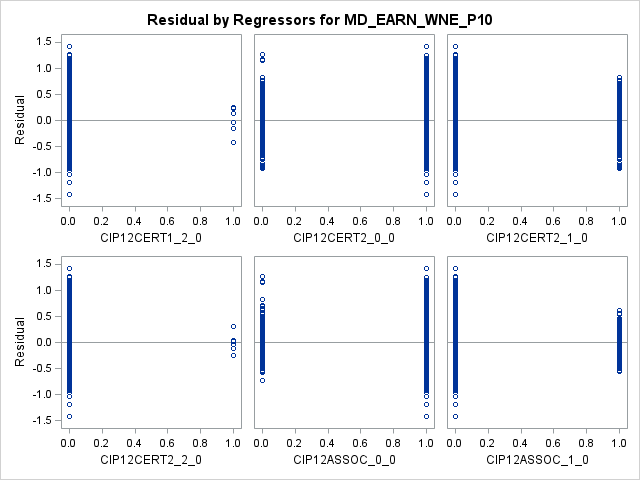 Residual by Regressors for MD_EARN_WNE_P10
Residual
1.5
1.0
0.5
0.0
-0.5
-1.0
-1.5
0.0 0.2 0.4 0.6 0.8 1.0
CIP12CERT1_2_0
0.0 0.2 0.4 0.6 0.8 1.0
CIP12CERT2_0_0
0.0 0.2 0.4 0.6 0.8 1.0
CIP12CERT2_1_0
Residual
1.5
1.0
0.5
0.0
-0.5
-1.0
-1.5
0.0 0.2 0.4 0.6 0.8 1.0
CIP12CERT2_2_0
0.0 0.2 0.4 0.6 0.8 1.0
CIP12ASSOC_0_0
0.0 0.2 0.4 0.6 0.8 1.0
CIP12ASSOC_1_0